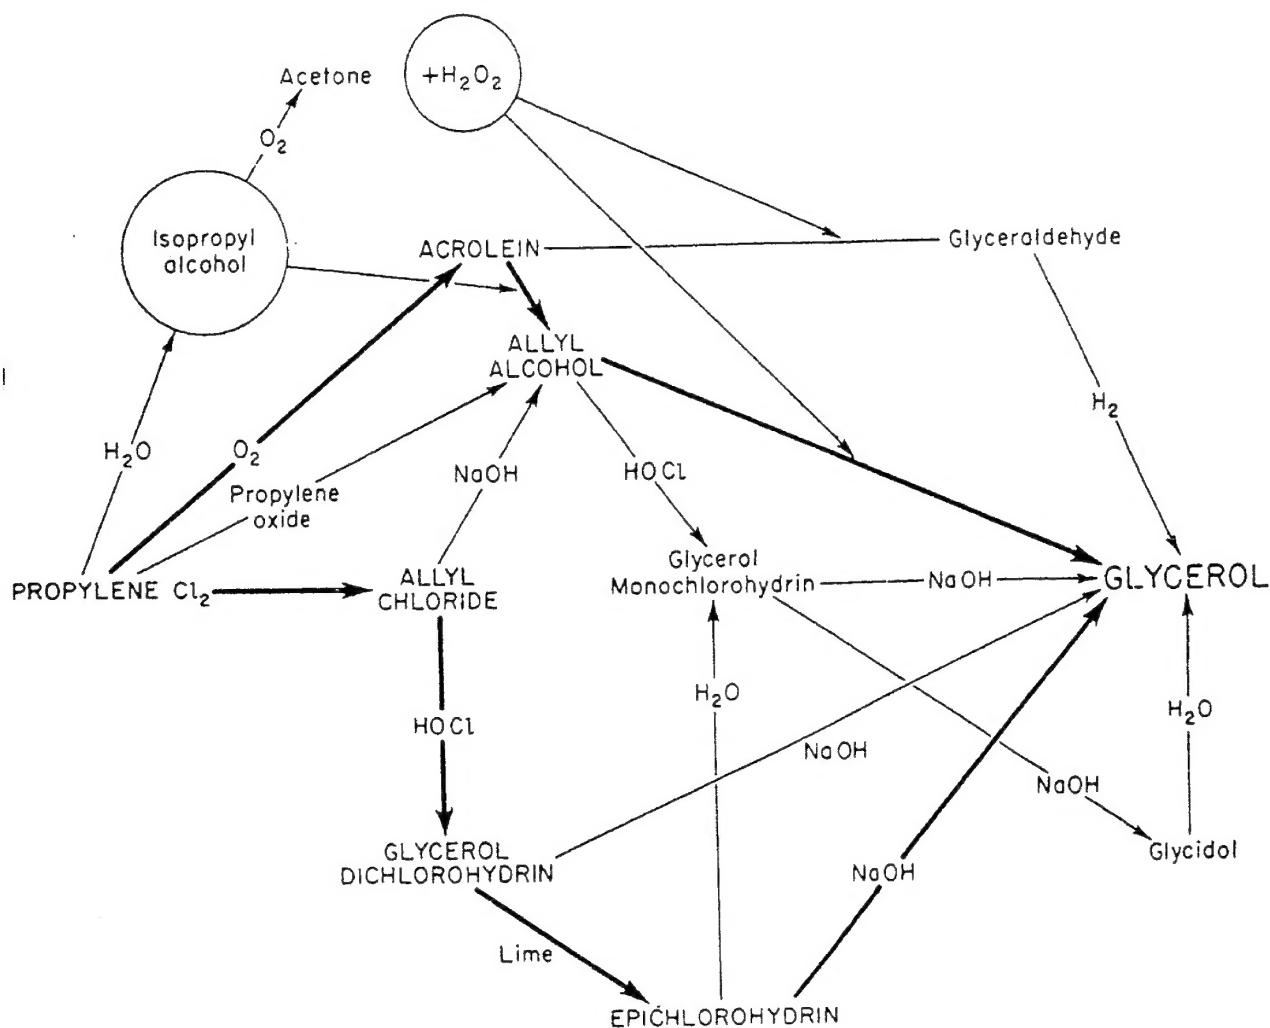 Acetone
+H₂O₂
O₂
Isopropyl
alcohol
ACROLEIN
Glyceraldehyde
ALLYL
ALCOHOL
H₂
H₂O
O₂
NaOH
HOCl
Propylene
oxide
Glycerol
Monochlorohydrin
NaOH
GLYCEROL
PROPYLENE Cl₂
ALLYL
CHLORIDE
H₂O
H₂O
HOCl
NaOH
NaOH
GLYCEROL
DICHLOROHYDRIN
Glycidol
NaOH
Lime
EPICHLOROHYDRIN